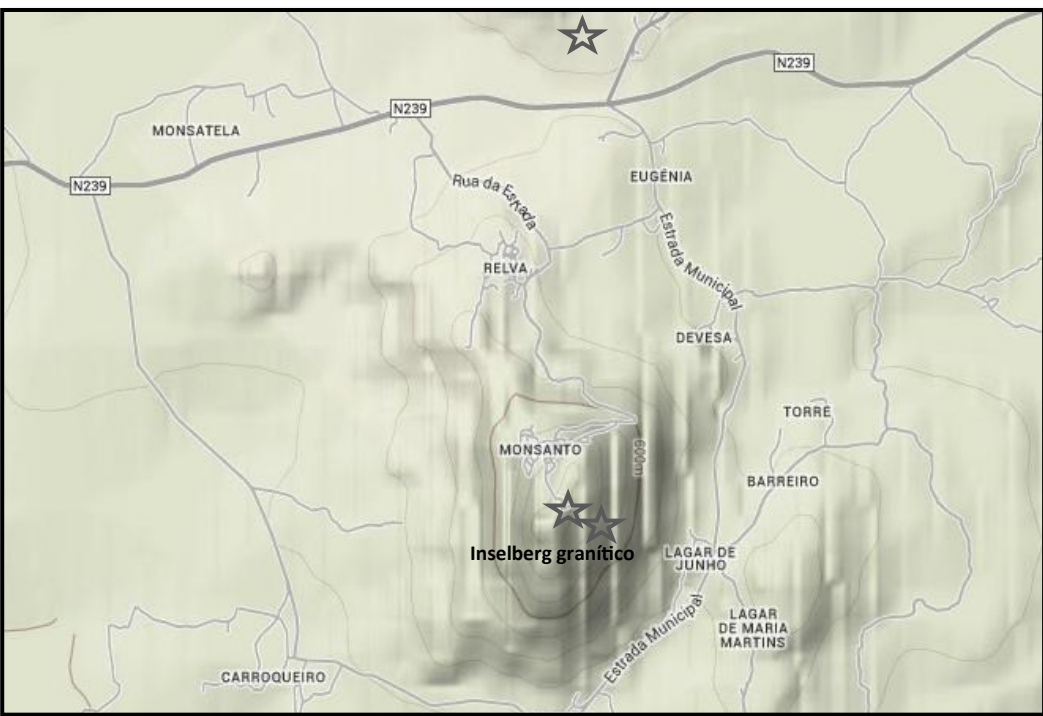 N239
N239
MONSATELA
N239
Rua da Eskada
EUGÉNIA
Estrada Municipal
RELVA
DEVESA
TORRE
MONSANTO
600m
BARREIRO
Inselberg granítico
LAGAR DE
JUNHO
Estrada Municipal
LAGAR
DE MARIA
MARTINS
CARROQUEIRO